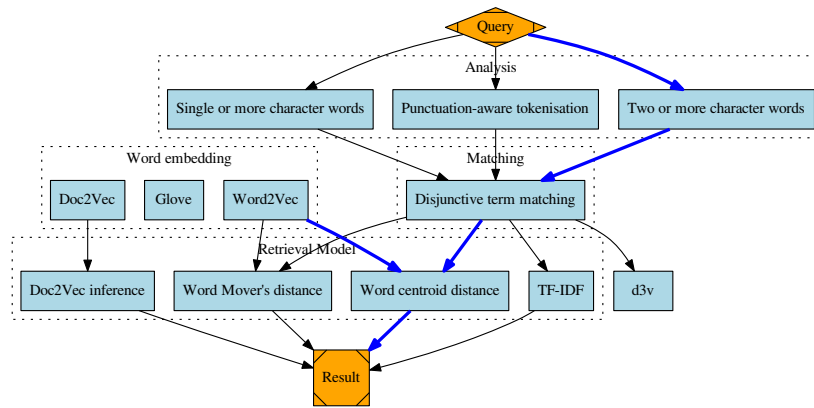 Query
Analysis
Single or more character words
Punctuation-aware tokenisation
Two or more character words
Word embedding
Matching
Doc2Vec
Glove
Word2Vec
Disjunctive term matching
Retrieval Model
Doc2Vec inference
Word Mover's distance
Word centroid distance
TF-IDF
d3v
Result